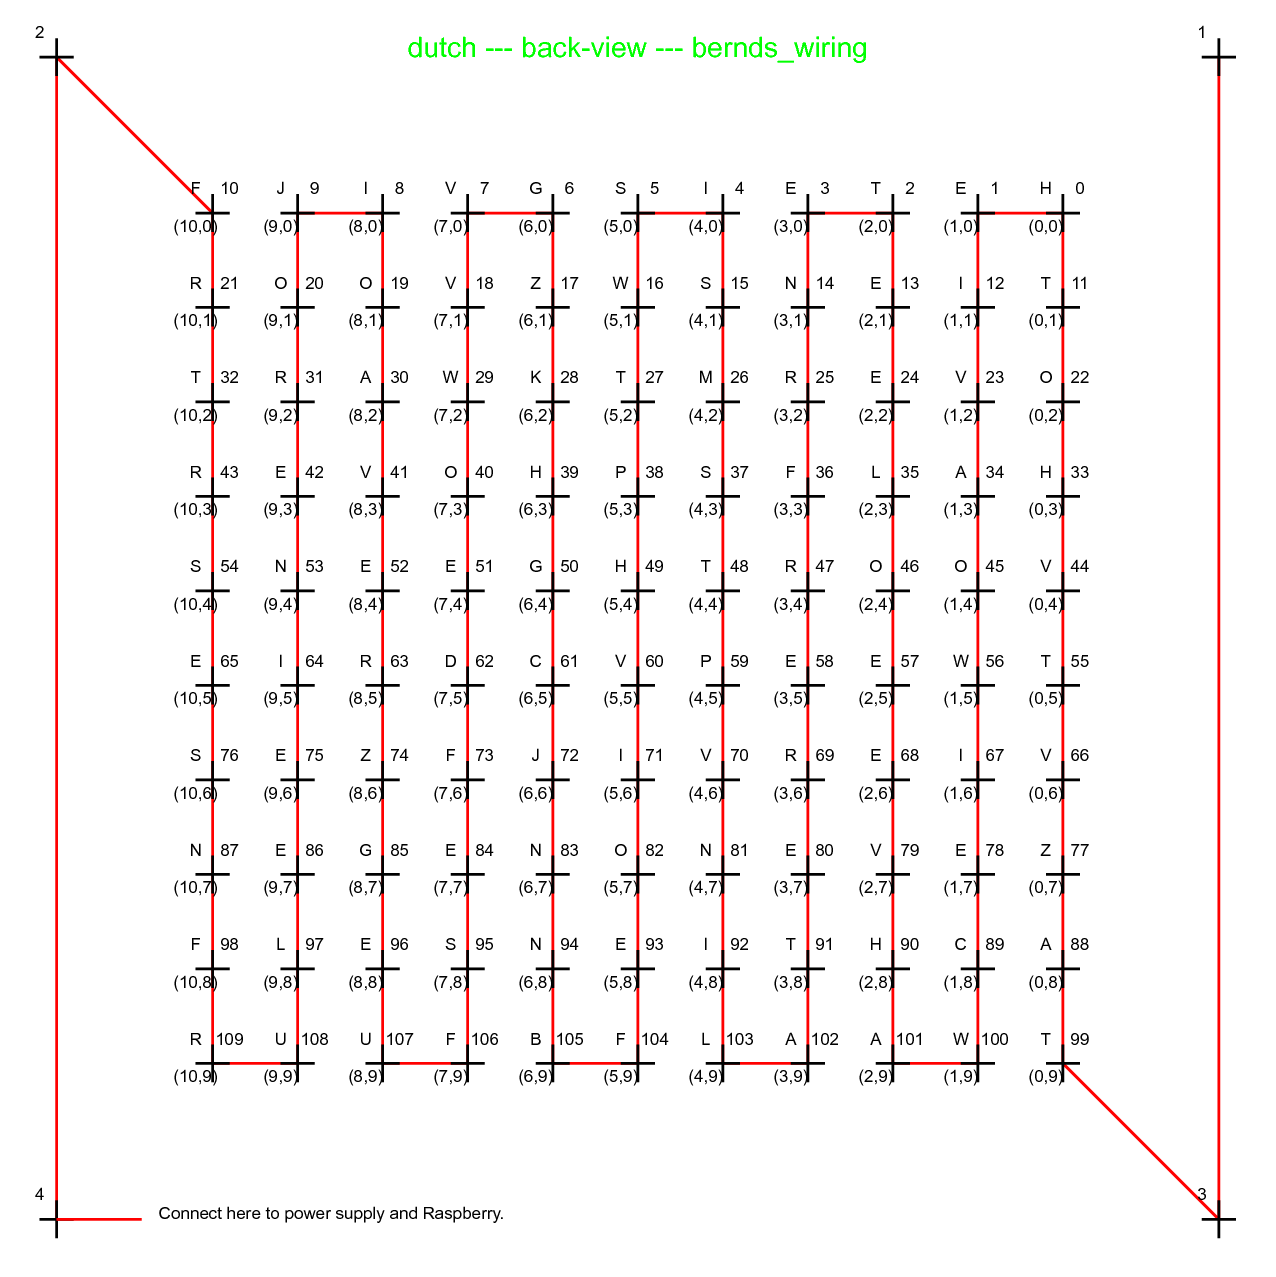 2 1
dutch --- back-view --- bernds_wiring
F 10 J 9 I 8 V 7 G 6 S 5 I 4 E 3 T 2 E 1 H 0
(10,0) (9,0) (8,0) (7,0) (6,0) (5,0) (4,0) (3,0) (2,0) (1,0) (0,0)
R 21 O 20 O 19 V 18 Z 17 W 16 S 15 N 14 E 13 I 12 T 11
(10,1) (9,1) (8,1) (7,1) (6,1) (5,1) (4,1) (3,1) (2,1) (1,1) (0,1)
T 32 R 31 A 30 W 29 K 28 T 27 M 26 R 25 E 24 V 23 O 22
(10,2) (9,2) (8,2) (7,2) (6,2) (5,2) (4,2) (3,2) (2,2) (1,2) (0,2)
R 43 E 42 V 41 O 40 H 39 P 38 S 37 F 36 L 35 A 34 H 33
(10,3) (9,3) (8,3) (7,3) (6,3) (5,3) (4,3) (3,3) (2,3) (1,3) (0,3)
S 54 N 53 E 52 E 51 G 50 H 49 T 48 R 47 O 46 O 45 V 44
(10,4) (9,4) (8,4) (7,4) (6,4) (5,4) (4,4) (3,4) (2,4) (1,4) (0,4)
E 65 I 64 R 63 D 62 C 61 V 60 P 59 E 58 E 57 W 56 T 55
(10,5) (9,5) (8,5) (7,5) (6,5) (5,5) (4,5) (3,5) (2,5) (1,5) (0,5)
S 76 E 75 Z 74 F 73 J 72 I 71 V 70 R 69 E 68 I 67 V 66
(10,6) (9,6) (8,6) (7,6) (6,6) (5,6) (4,6) (3,6) (2,6) (1,6) (0,6)
N 87 E 86 G 85 E 84 N 83 O 82 N 81 E 80 V 79 E 78 Z 77
(10,7) (9,7) (8,7) (7,7) (6,7) (5,7) (4,7) (3,7) (2,7) (1,7) (0,7)
F 98 L 97 E 96 S 95 N 94 E 93 I 92 T 91 H 90 C 89 A 88
(10,8) (9,8) (8,8) (7,8) (6,8) (5,8) (4,8) (3,8) (2,8) (1,8) (0,8)
R 109 U 108 U 107 F 106 B 105 F 104 L 103 A 102 A 101 W 100 T 99
(10,9) (9,9) (8,9) (7,9) (6,9) (5,9) (4,9) (3,9) (2,9) (1,9) (0,9)
4 3
Connect here to power supply and Raspberry.